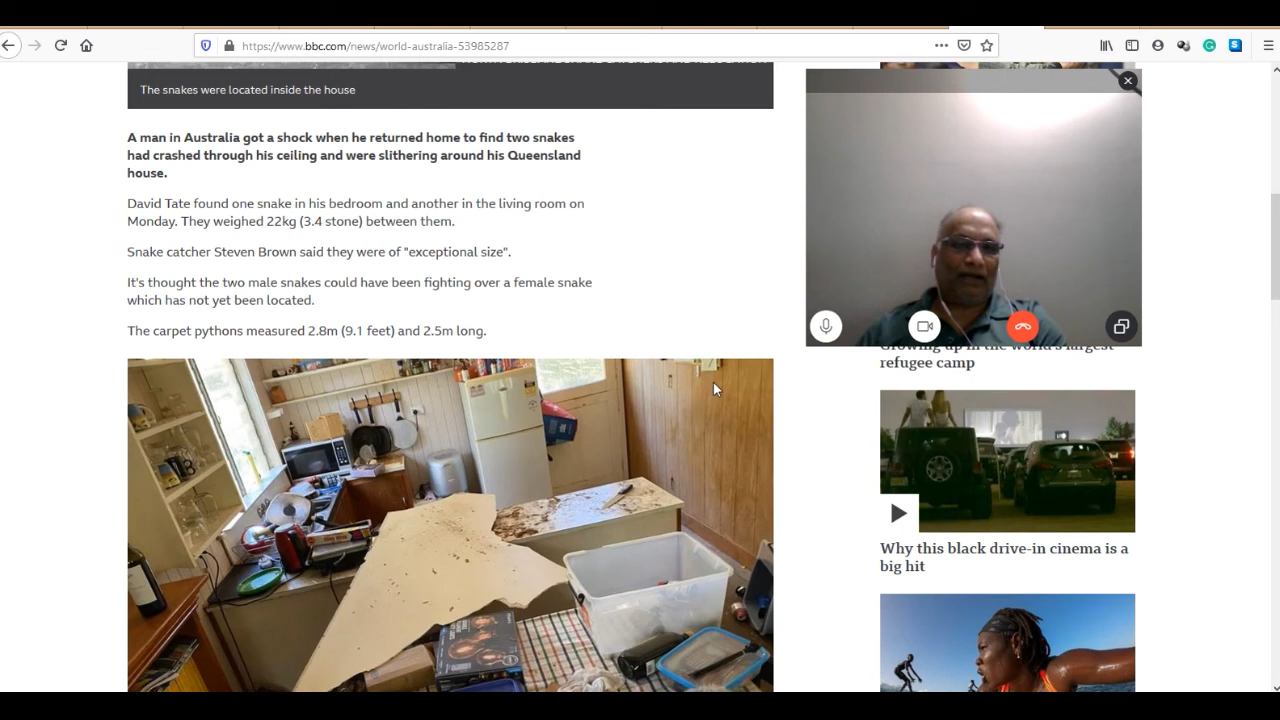 https://www.bbc.com/news/world-australia-53985287
The snakes were located inside the house
A man in Australia got a shock when he returned home to find two snakes
had crashed through his ceiling and were slithering around his Queensland
house.
David Tate found one snake in his bedroom and another in the living room on
Monday. They weighed 22kg (3.4 stone) between them.
Snake catcher Steven Brown said they were of "exceptional size".
It's thought the two male snakes could have been fighting over a female snake
which has not yet been located.
The carpet pythons measured 2.8m (9.1 feet) and 2.5m long.
Growing up in the world's largest
refugee camp
Why this black drive-in cinema is a
big hit